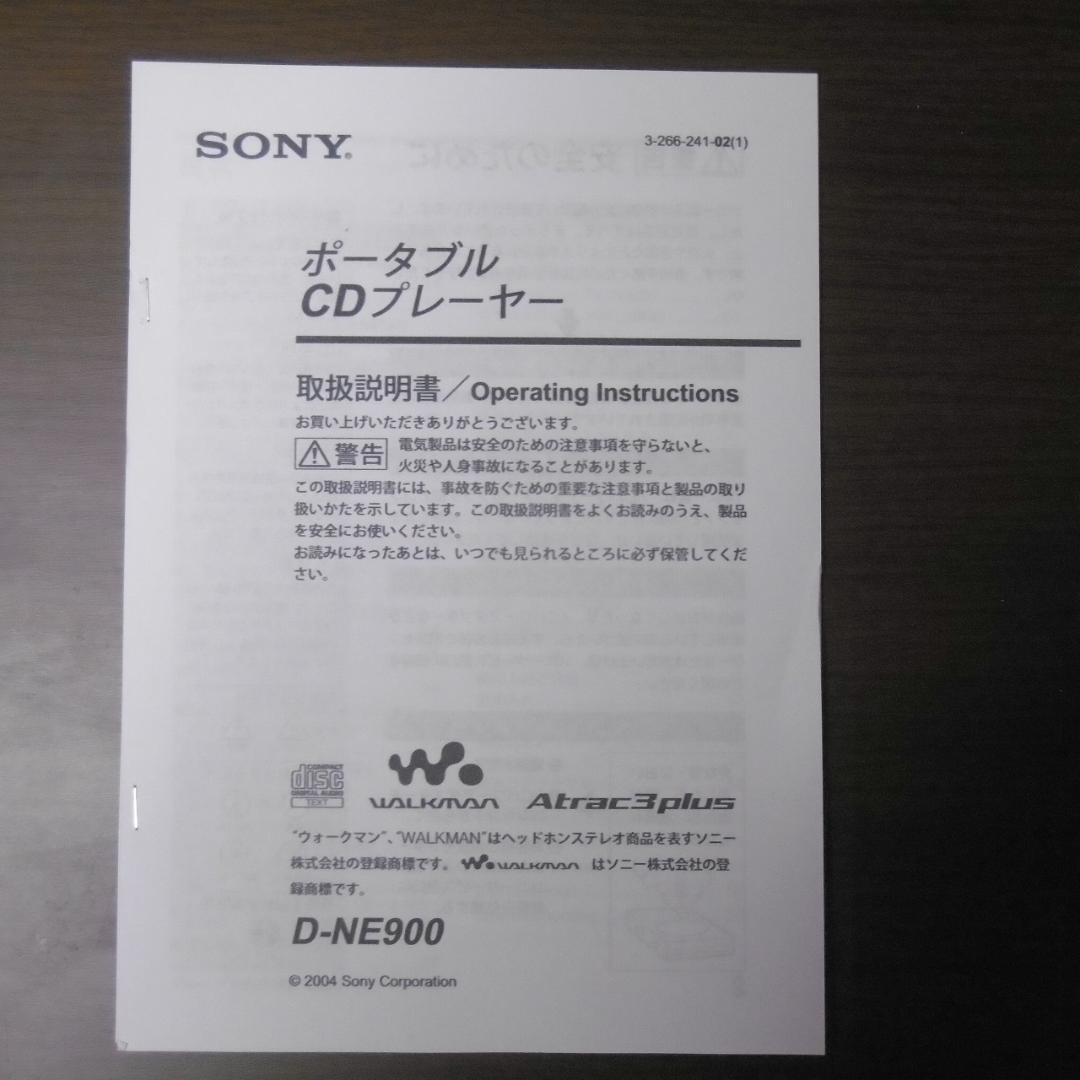 SONY®
3-266-241-02(1)
ポータブル
CDプレーヤー
取扱説明書／Operating Instructions
お買い上げいただきありがとうございます。
警告
電気製品は安全のための注意事項を守らないと、
火災や人身事故になることがあります。
この取扱説明書には、事故を防ぐための重要な注意事項と製品の取り
扱いかたを示しています。この取扱説明書をよくお読みのうえ、製品
を安全にお使いください。
お読みになったあとは、いつでも見られるところに必ず保管してくだ
さい。
COMPACT
disc
DIGITAL AUDIO
TEXT
WALKMAN
Atrac3plus
“ウォークマン”、“WALKMAN”はヘッドホンステレオ商品を表すソニー
株式会社の登録商標です。 W. WALKMAN はソニー株式会社の登
録商標です。
D-NE900
© 2004 Sony Corporation